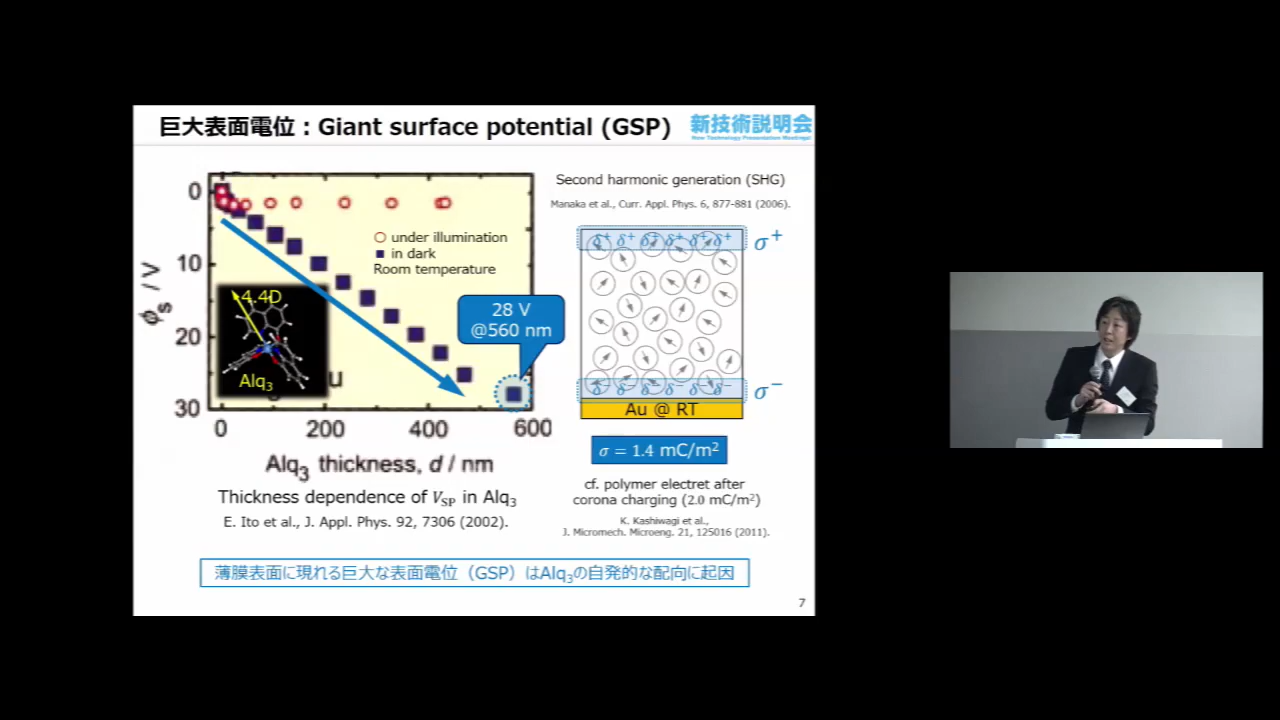 巨大表面電位：Giant surface potential (GSP)
新技術説明会
New Technology Presentation Meetings!
0
10
20
30
ϕs / V
under illumination
in dark
Room temperature
28 V
@560 nm
4.4D
Alq3
0
200
400
600
Alq3 thickness, d / nm
Thickness dependence of VSP in Alq3
E. Ito et al., J. Appl. Phys. 92, 7306 (2002).
Second harmonic generation (SHG)
Manaka et al., Curr. Appl. Phys. 6, 877-881 (2006).
δ+ δ+ δ+ δ+ δ+ δ+
σ+
δ− δ− δ− δ− δ− δ−
σ−
Au @ RT
σ = 1.4 mC/m2
cf. polymer electret after
corona charging (2.0 mC/m2)
K. Kashiwagi et al.,
J. Micromech. Microeng. 21, 125016 (2011).
薄膜表面に現れる巨大な表面電位（GSP）はAlq3の自発的な配向に起因
7